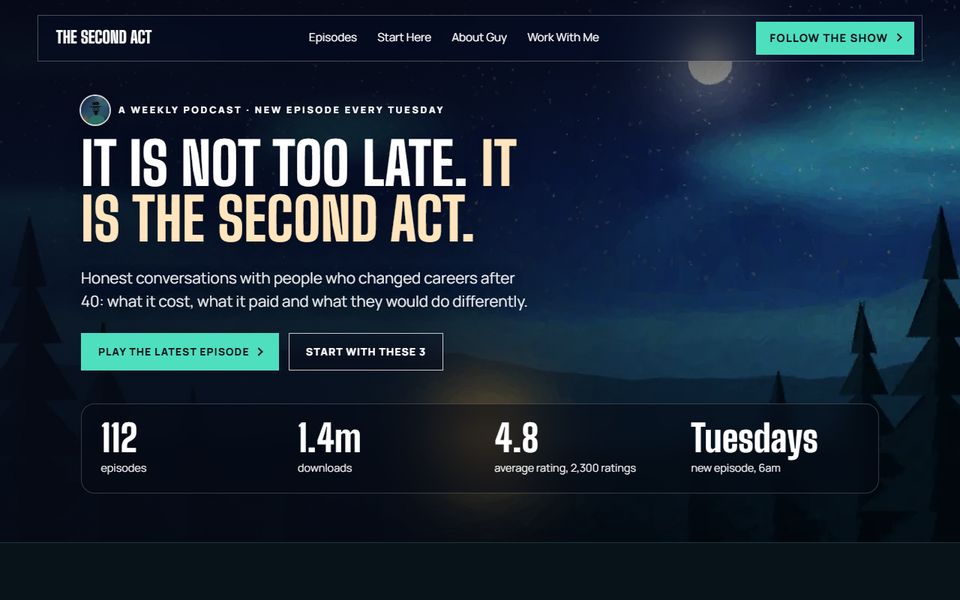 THE SECOND ACT
Episodes
Start Here
About Guy
Work With Me
FOLLOW THE SHOW
A WEEKLY PODCAST · NEW EPISODE EVERY TUESDAY
IT IS NOT TOO LATE. IT
IS THE SECOND ACT.
Honest conversations with people who changed careers after
40: what it cost, what it paid and what they would do differently.
PLAY THE LATEST EPISODE
START WITH THESE 3
112
episodes
1.4m
downloads
4.8
average rating, 2,300 ratings
Tuesdays
new episode, 6am